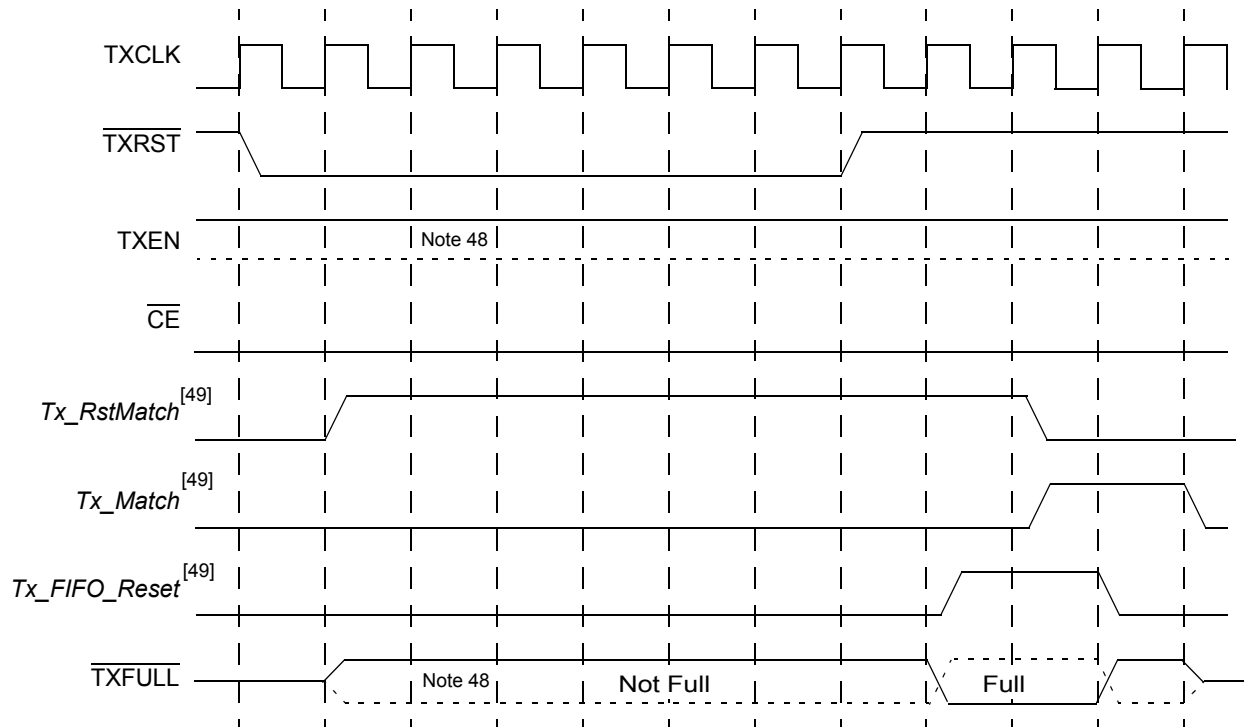 TXCLK
TXRST
TXEN
Note 48
CE
Tx_RstMatch[49]
Tx_Match[49]
Tx_FIFO_Reset[49]
TXFULL
Note 48
Not Full
Full